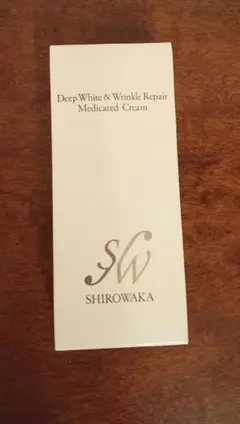 Deep White & Wrinkle Repair
Medicated Cream
SW
SHIROWAKA